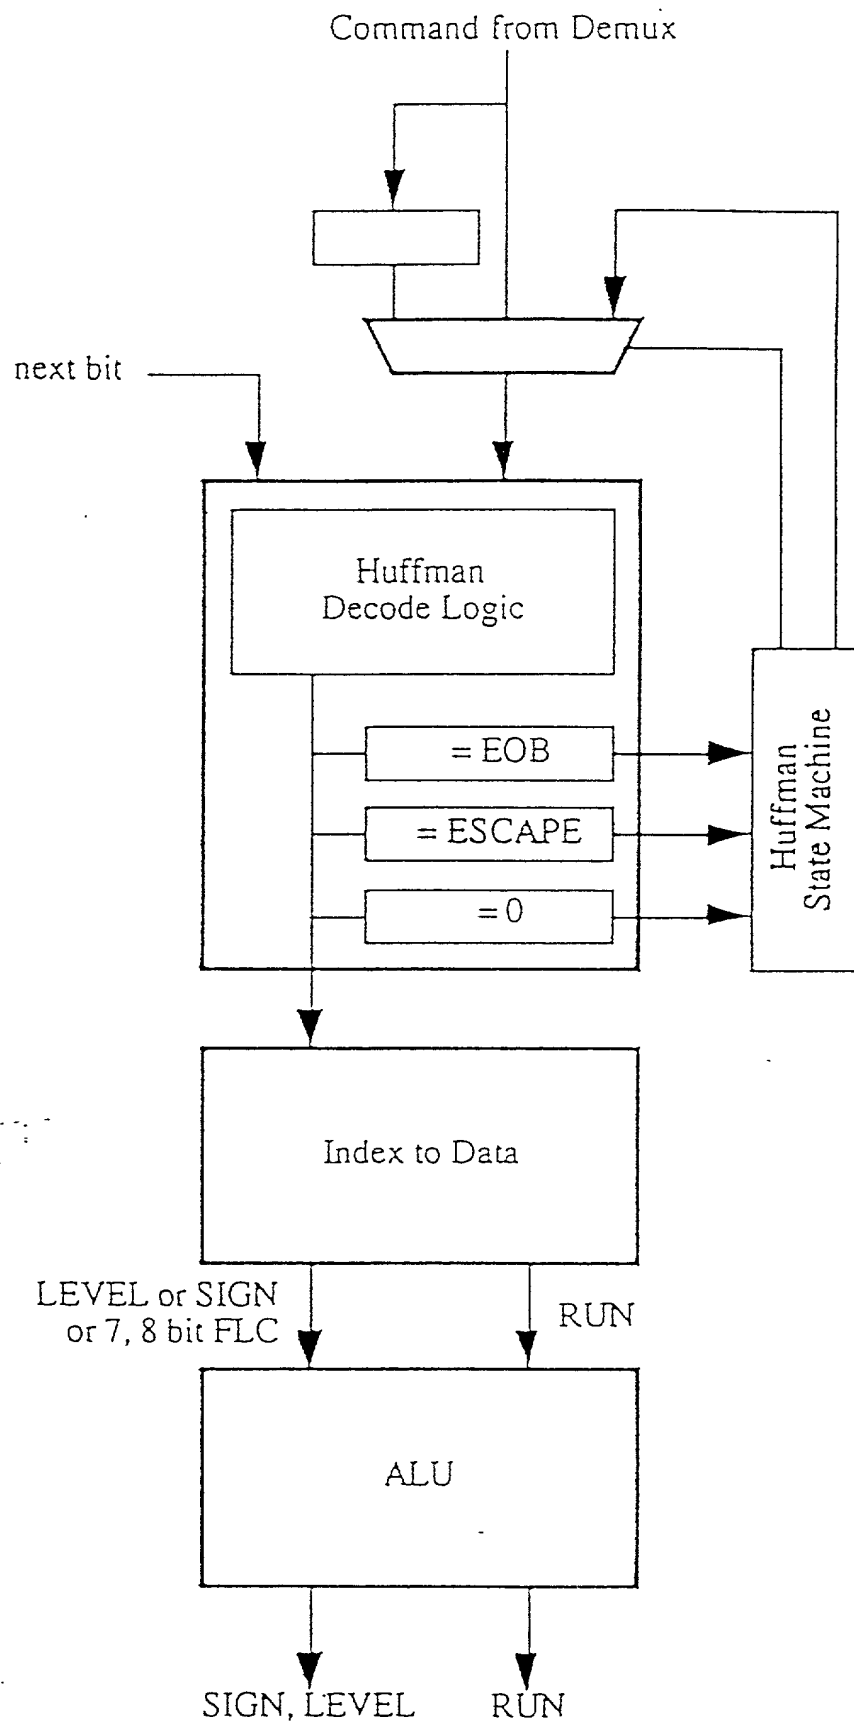 Command from Demux
next bit
Huffman
Decode Logic
= EOB
= ESCAPE
= 0
Huffman
State Machine
Index to Data
LEVEL or SIGN
or 7, 8 bit FLC
RUN
ALU
SIGN, LEVEL
RUN